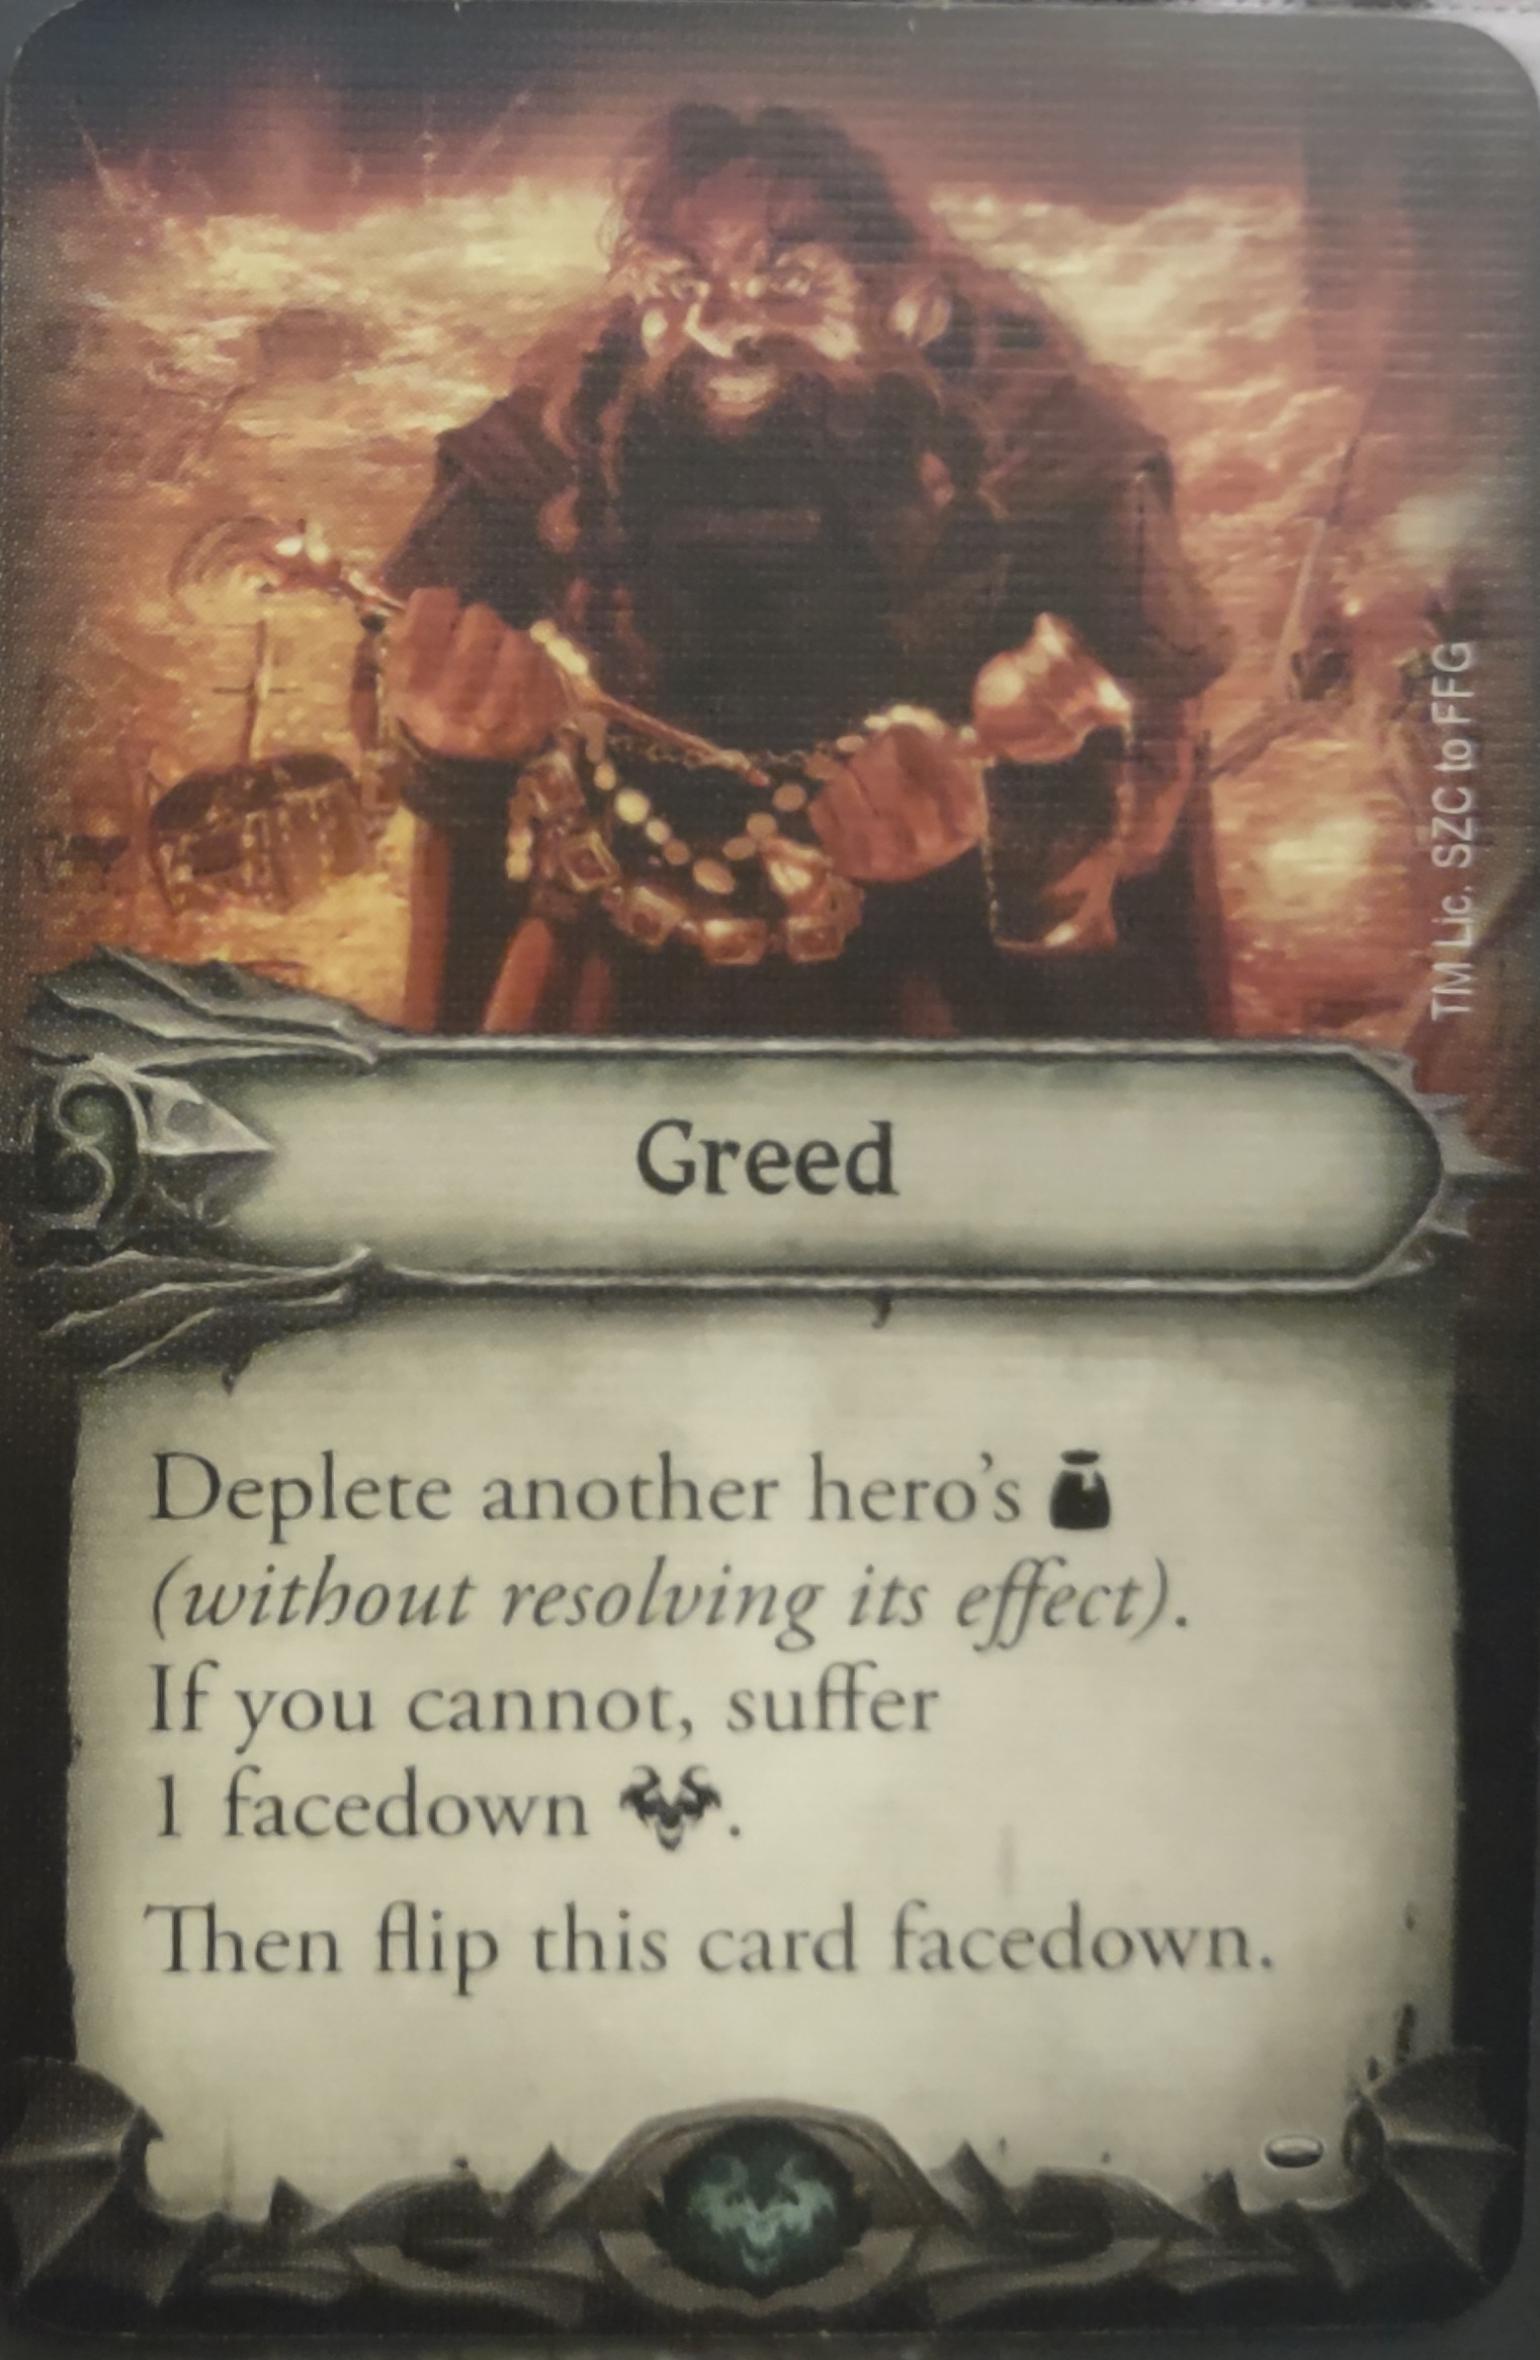 TM Lic. SZC to FFG
Greed
Deplete another hero's
(without resolving its effect).
If you cannot, suffer
1 facedown .
Then flip this card facedown.